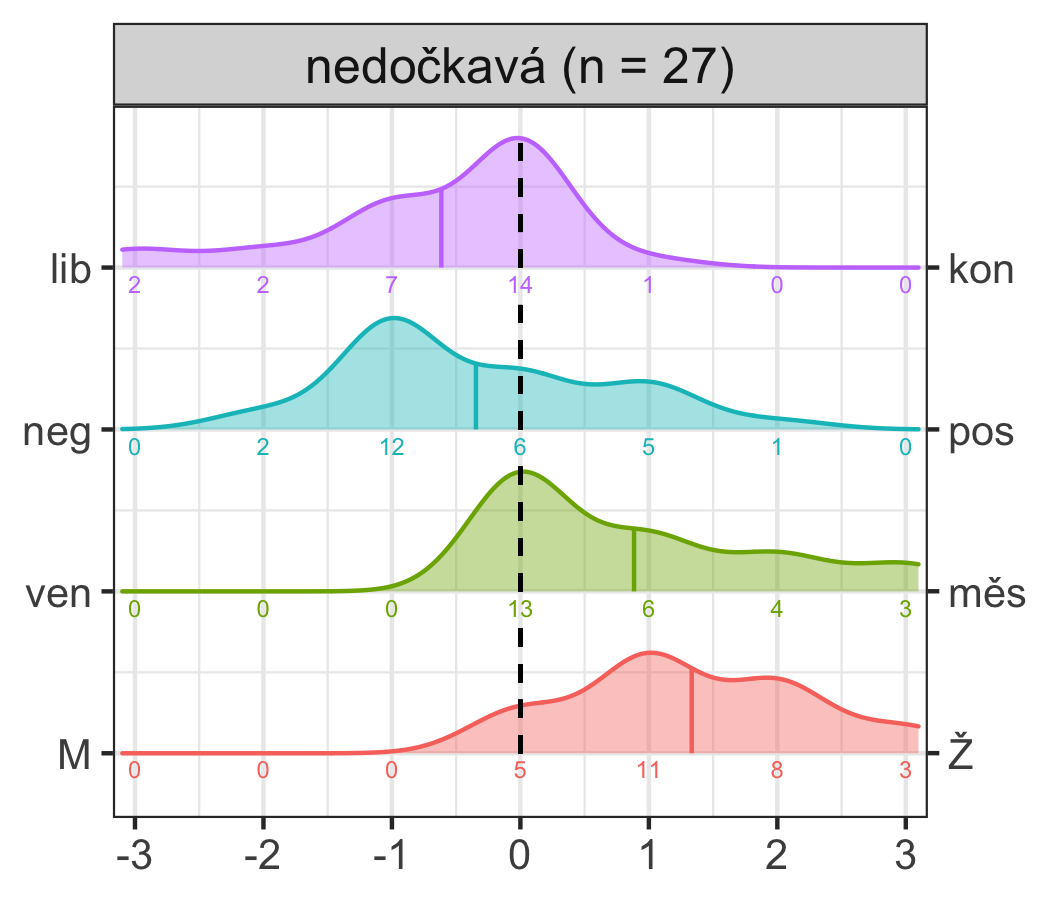 nedočkavá (n = 27)
lib kon
2 2 7 14 1 0 0
neg pos
0 2 12 6 5 1 0
ven měs
0 0 0 13 6 4 3
M Ž
0 0 0 5 11 8 3
-3 -2 -1 0 1 2 3